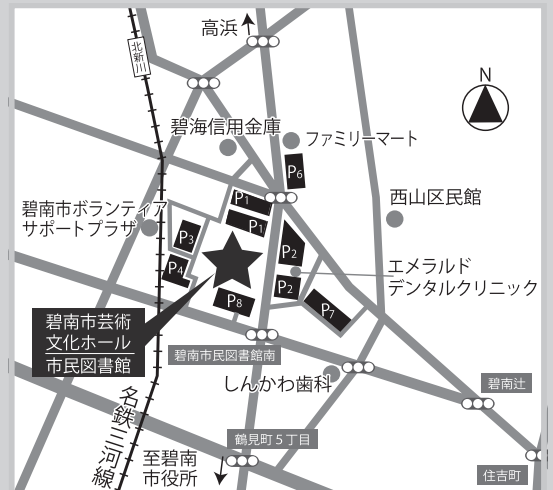 高浜
N
北新川
碧海信用金庫
ファミリーマート
P6
西山区民館
碧南市ボランティア
サポートプラザ
P1
P1
P3
P2
P4
エメラルド
デンタルクリニック
P2
P8
P7
碧南市芸術
文化ホール
市民図書館
碧南市民図書館南
しんかわ歯科
碧南辻
名鉄三河線
鶴見町5丁目
至碧南
市役所
住吉町